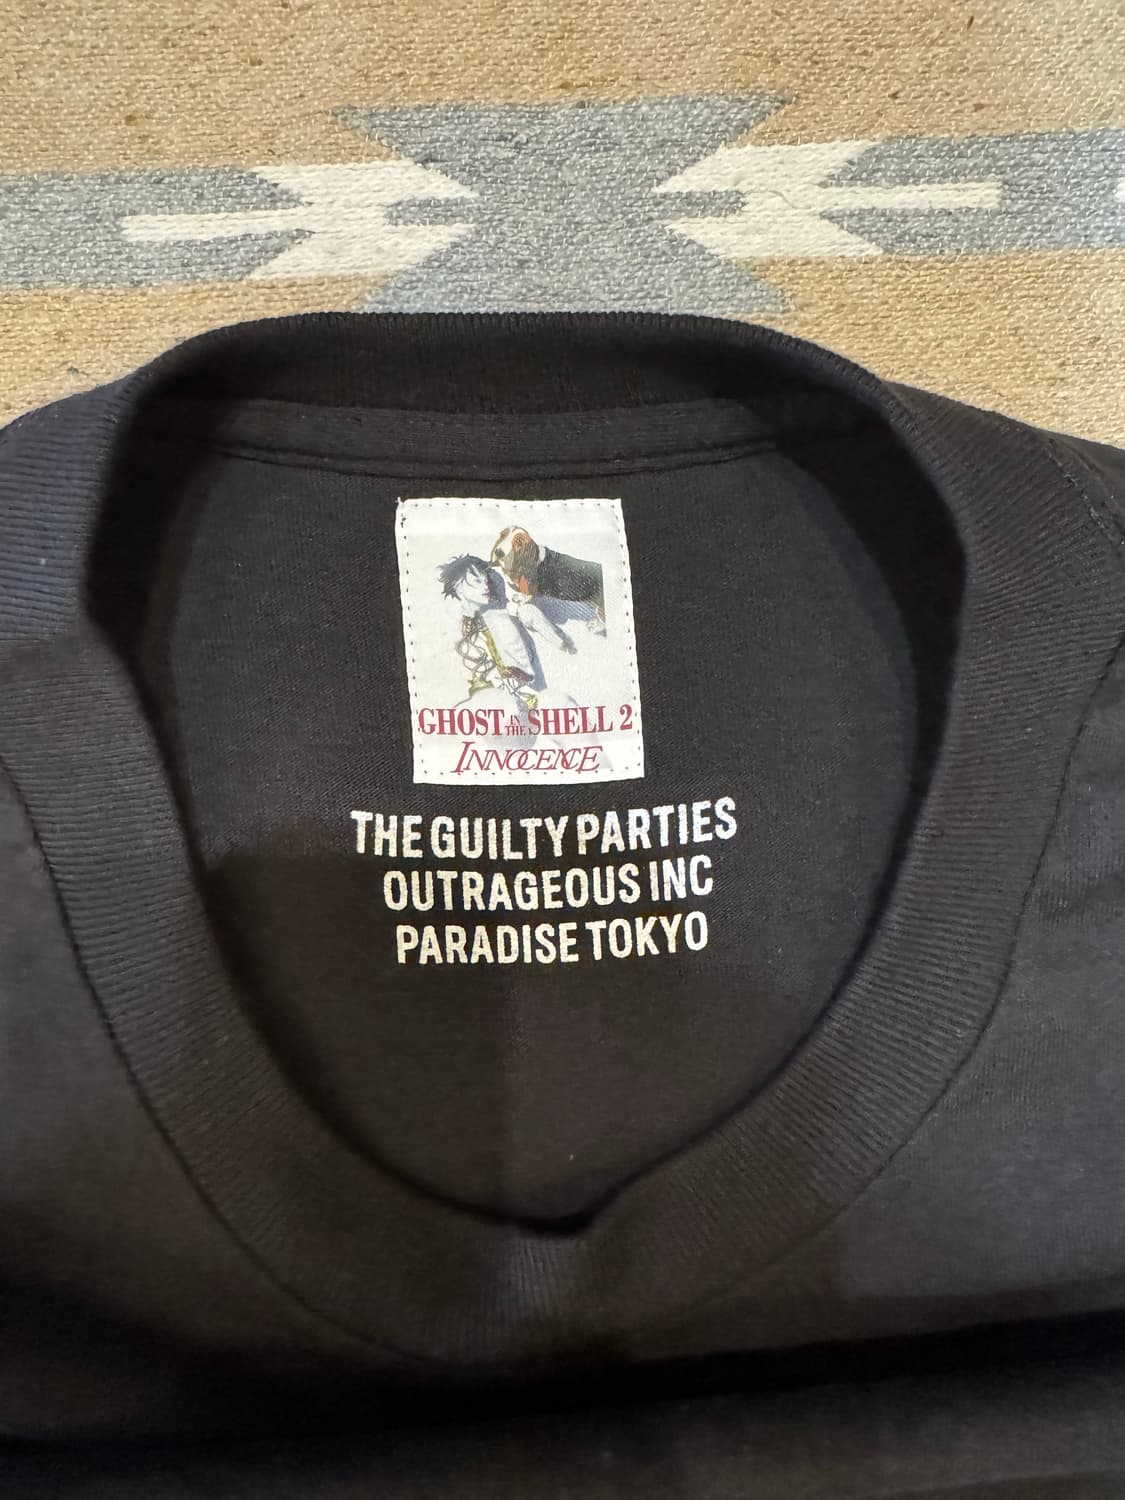 GHOST IN THE SHELL 2
INNOCENCE
THE GUILTY PARTIES
OUTRAGEOUS INC
PARADISE TOKYO